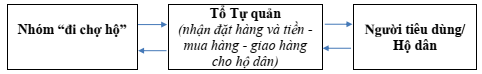 Nhóm “đi chợ hộ”
Tổ Tự quản
(nhận đặt hàng và tiền -
mua hàng - giao hàng
cho hộ dân)
Người tiêu dùng/
Hộ dân